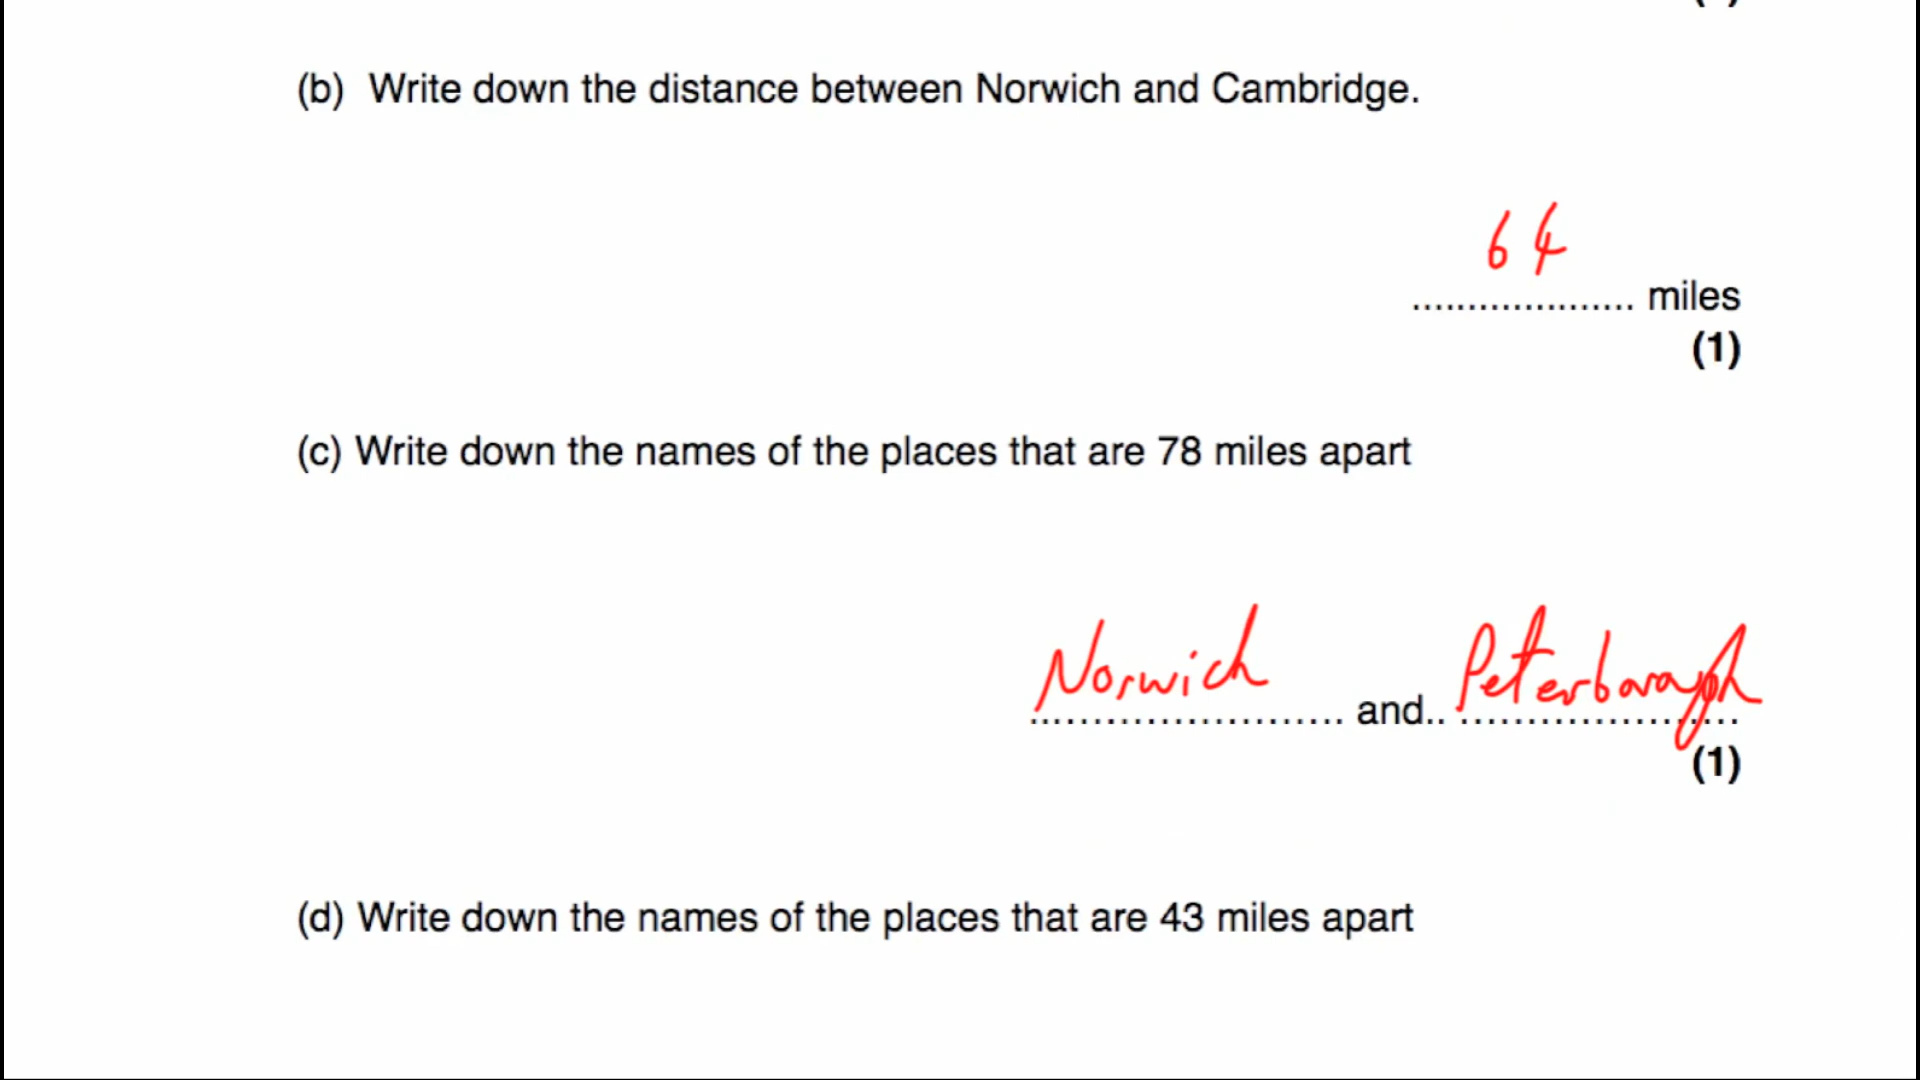 (b) Write down the distance between Norwich and Cambridge.
64
.................... miles
(1)
(c) Write down the names of the places that are 78 miles apart
Norwich and.. Peterborough
(1)
(d) Write down the names of the places that are 43 miles apart